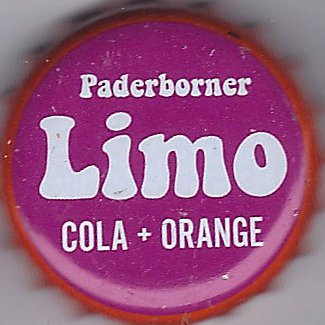 Paderborner
Limo
COLA + ORANGE